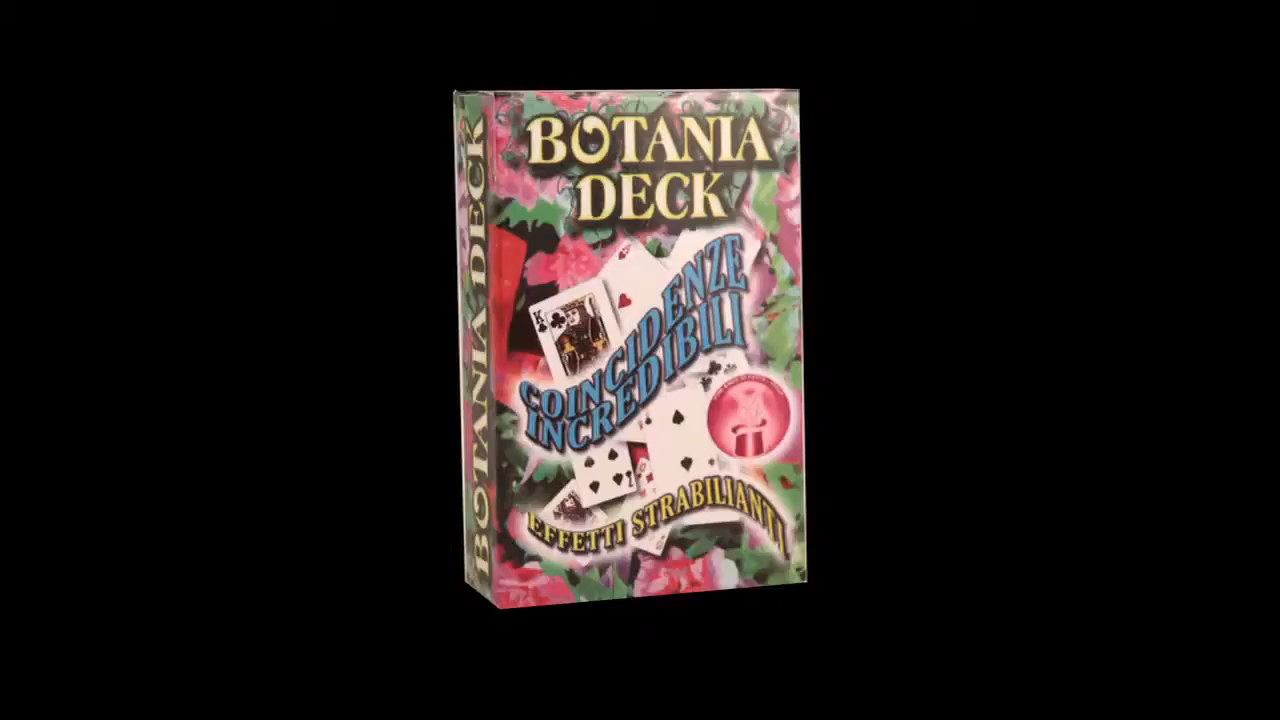 BOTANIA
DECK
COINCIDENZE
INCREDIBILI
EFFETTI STRABILIANTI
BOTANIA DECK
K